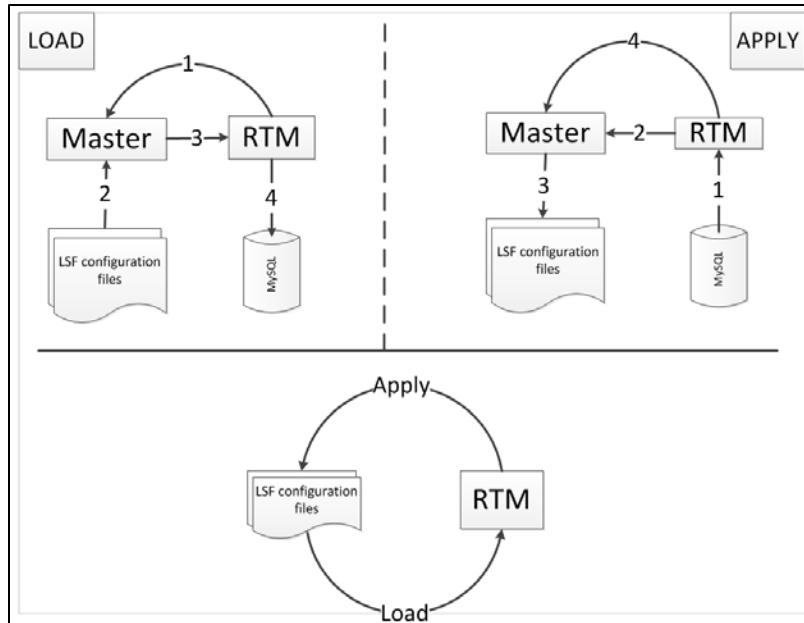 LOAD
1
Master
3
RTM
2
4
LSF configuration
files
MySQL
APPLY
4
Master
2
RTM
3
1
LSF configuration
files
MySQL
Apply
LSF configuration
files
RTM
Load